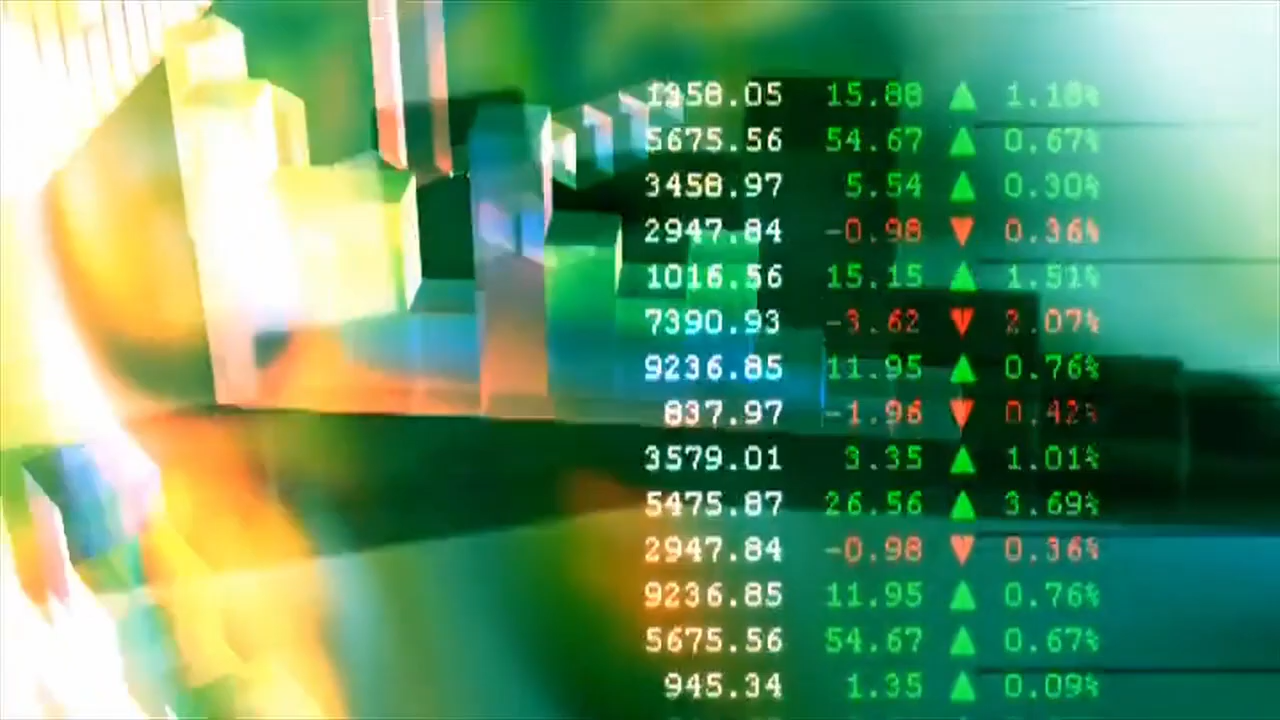 1358.05 15.88 ▲ 1.18%
5675.56 54.67 ▲ 0.67%
3458.97 5.54 ▲ 0.30%
2947.84 -0.98 ▼ 0.36%
1016.56 15.15 ▲ 1.51%
7390.93 -3.62 ▼ 2.07%
9236.85 11.95 ▲ 0.76%
837.97 -1.96 ▼ 0.42%
3579.01 3.35 ▲ 1.01%
5475.87 26.56 ▲ 3.69%
2947.84 -0.98 ▼ 0.36%
9236.85 11.95 ▲ 0.76%
5675.56 54.67 ▲ 0.67%
945.34 1.35 ▲ 0.09%